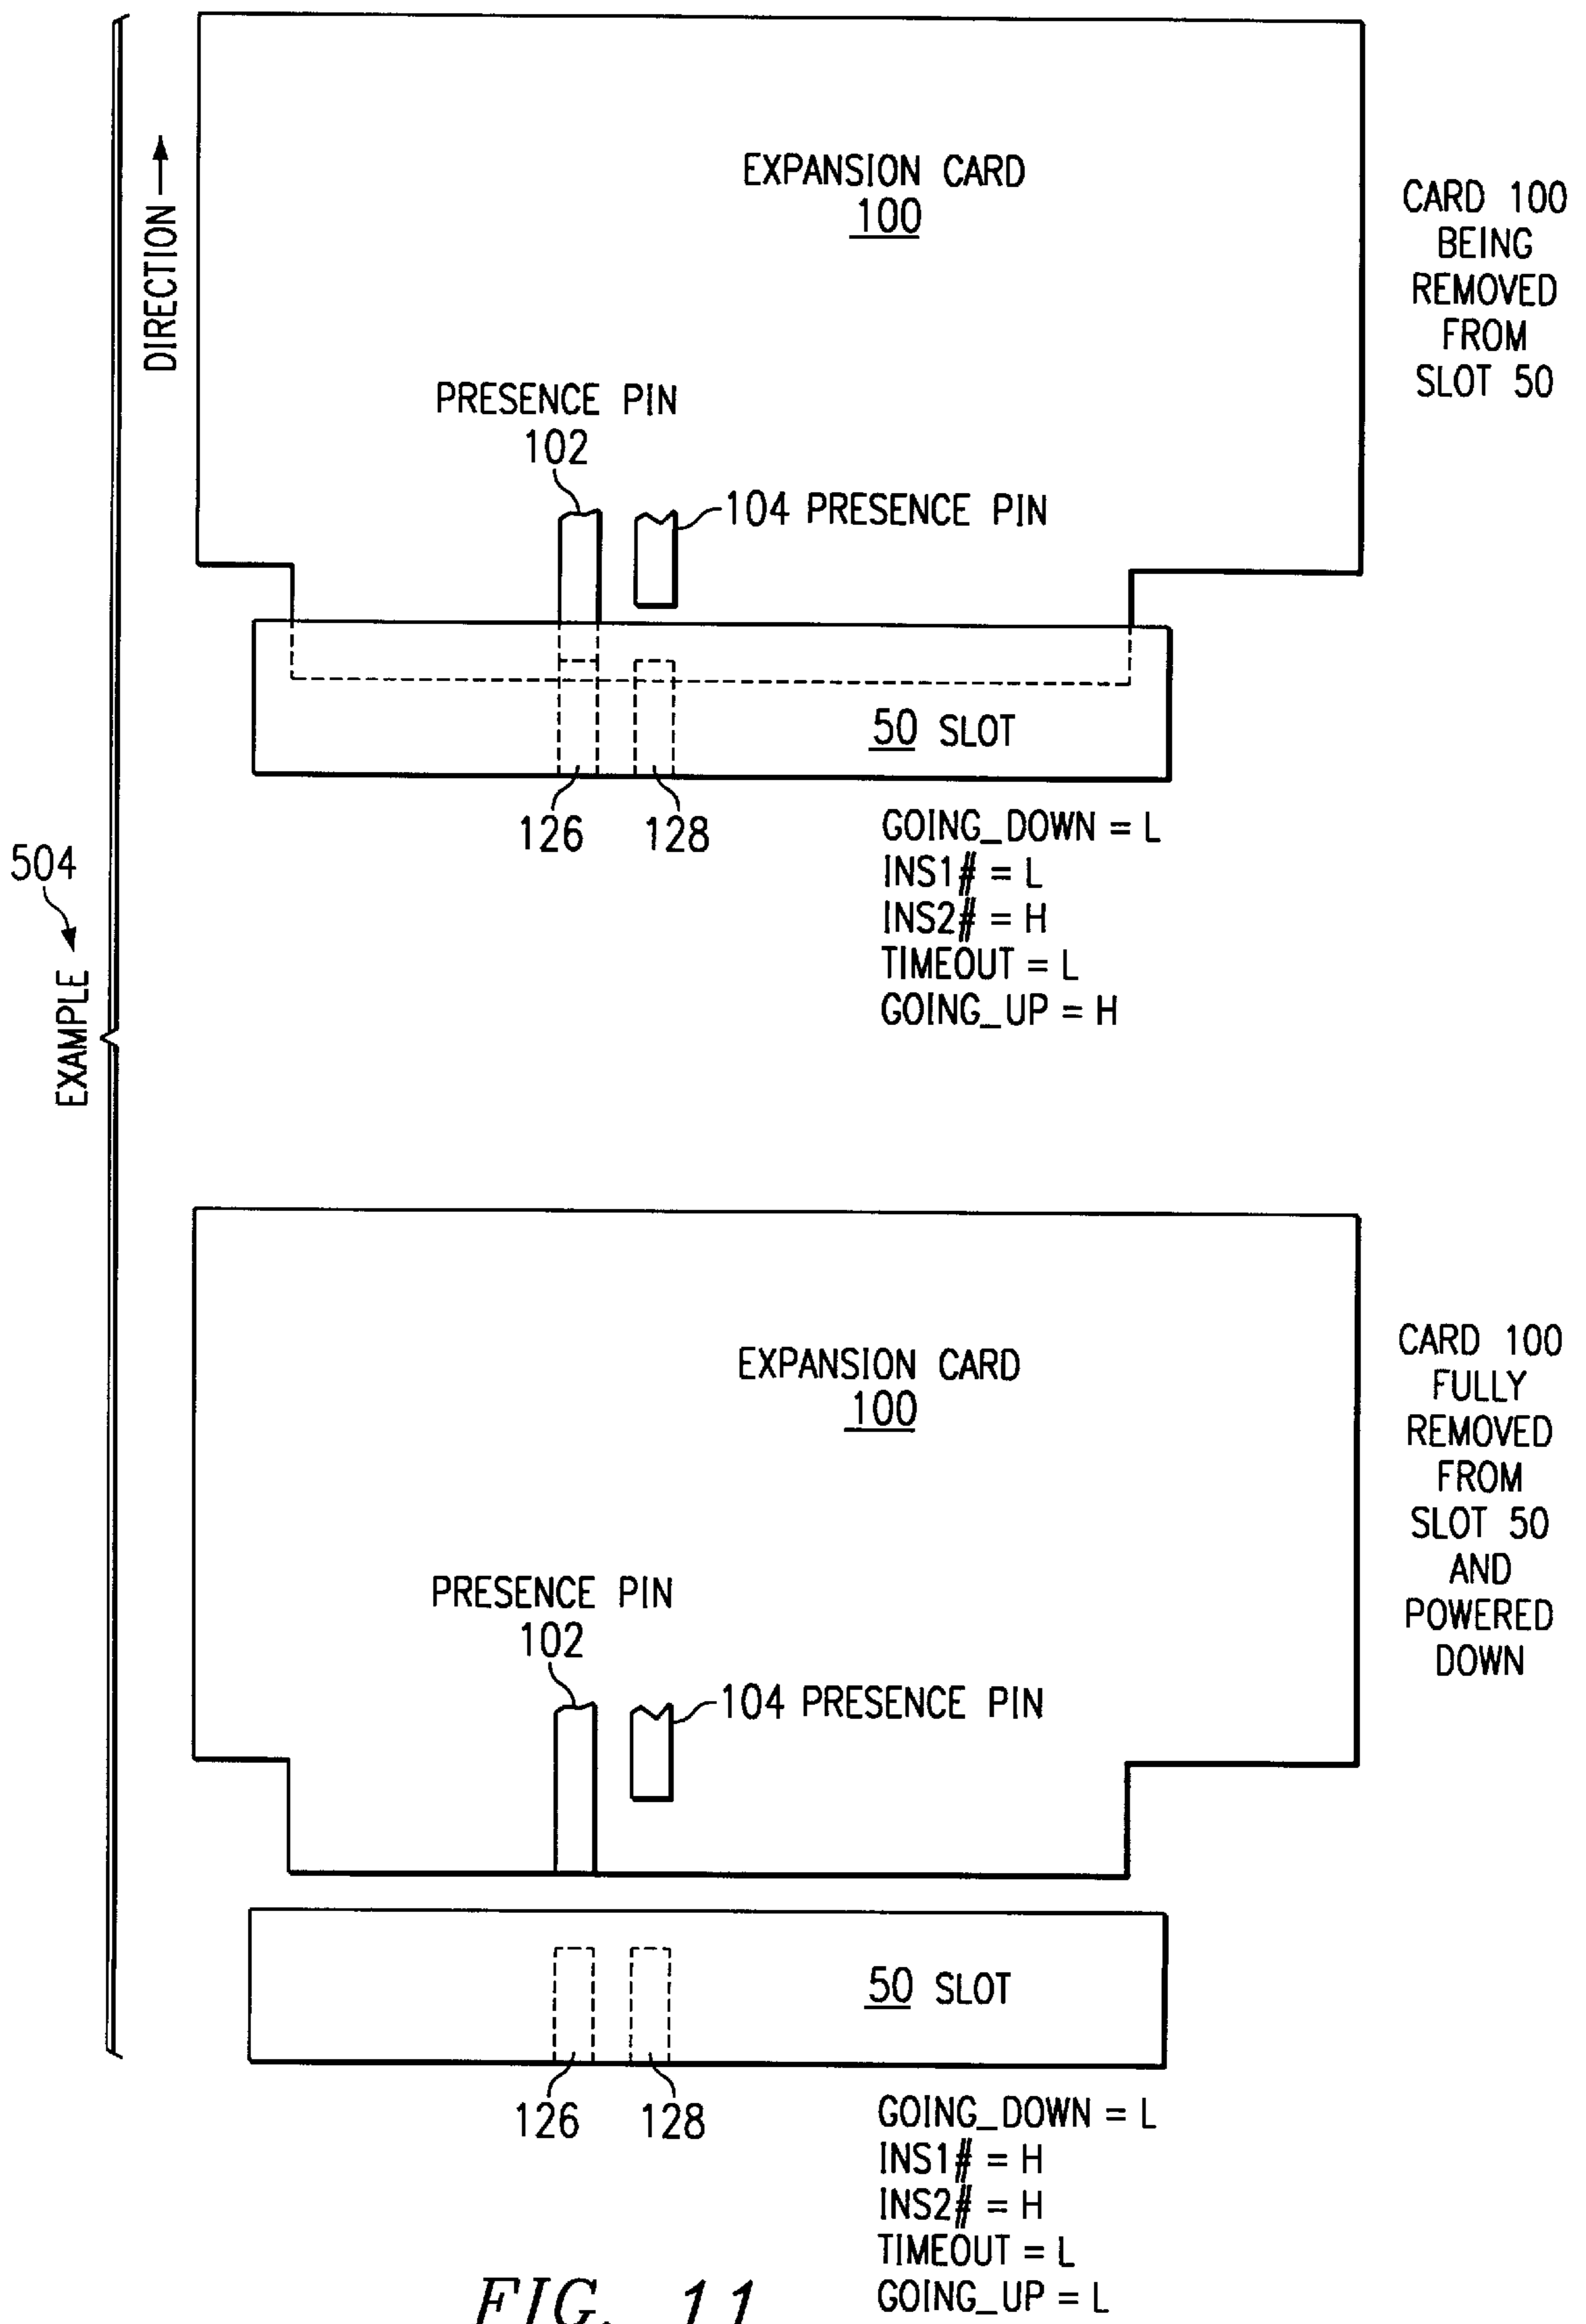 504
EXAMPLE
DIRECTION
EXPANSION CARD
100
CARD 100
BEING
REMOVED
FROM
SLOT 50
PRESENCE PIN
102
104 PRESENCE PIN
50 SLOT
126
128
GOING_DOWN = L
INS1# = L
INS2# = H
TIMEOUT = L
GOING_UP = H
EXPANSION CARD
100
CARD 100
FULLY
REMOVED
FROM
SLOT 50
AND
POWERED
DOWN
PRESENCE PIN
102
104 PRESENCE PIN
50 SLOT
126
128
GOING_DOWN = L
INS1# = H
INS2# = H
TIMEOUT = L
GOING_UP = L
FIG. 11